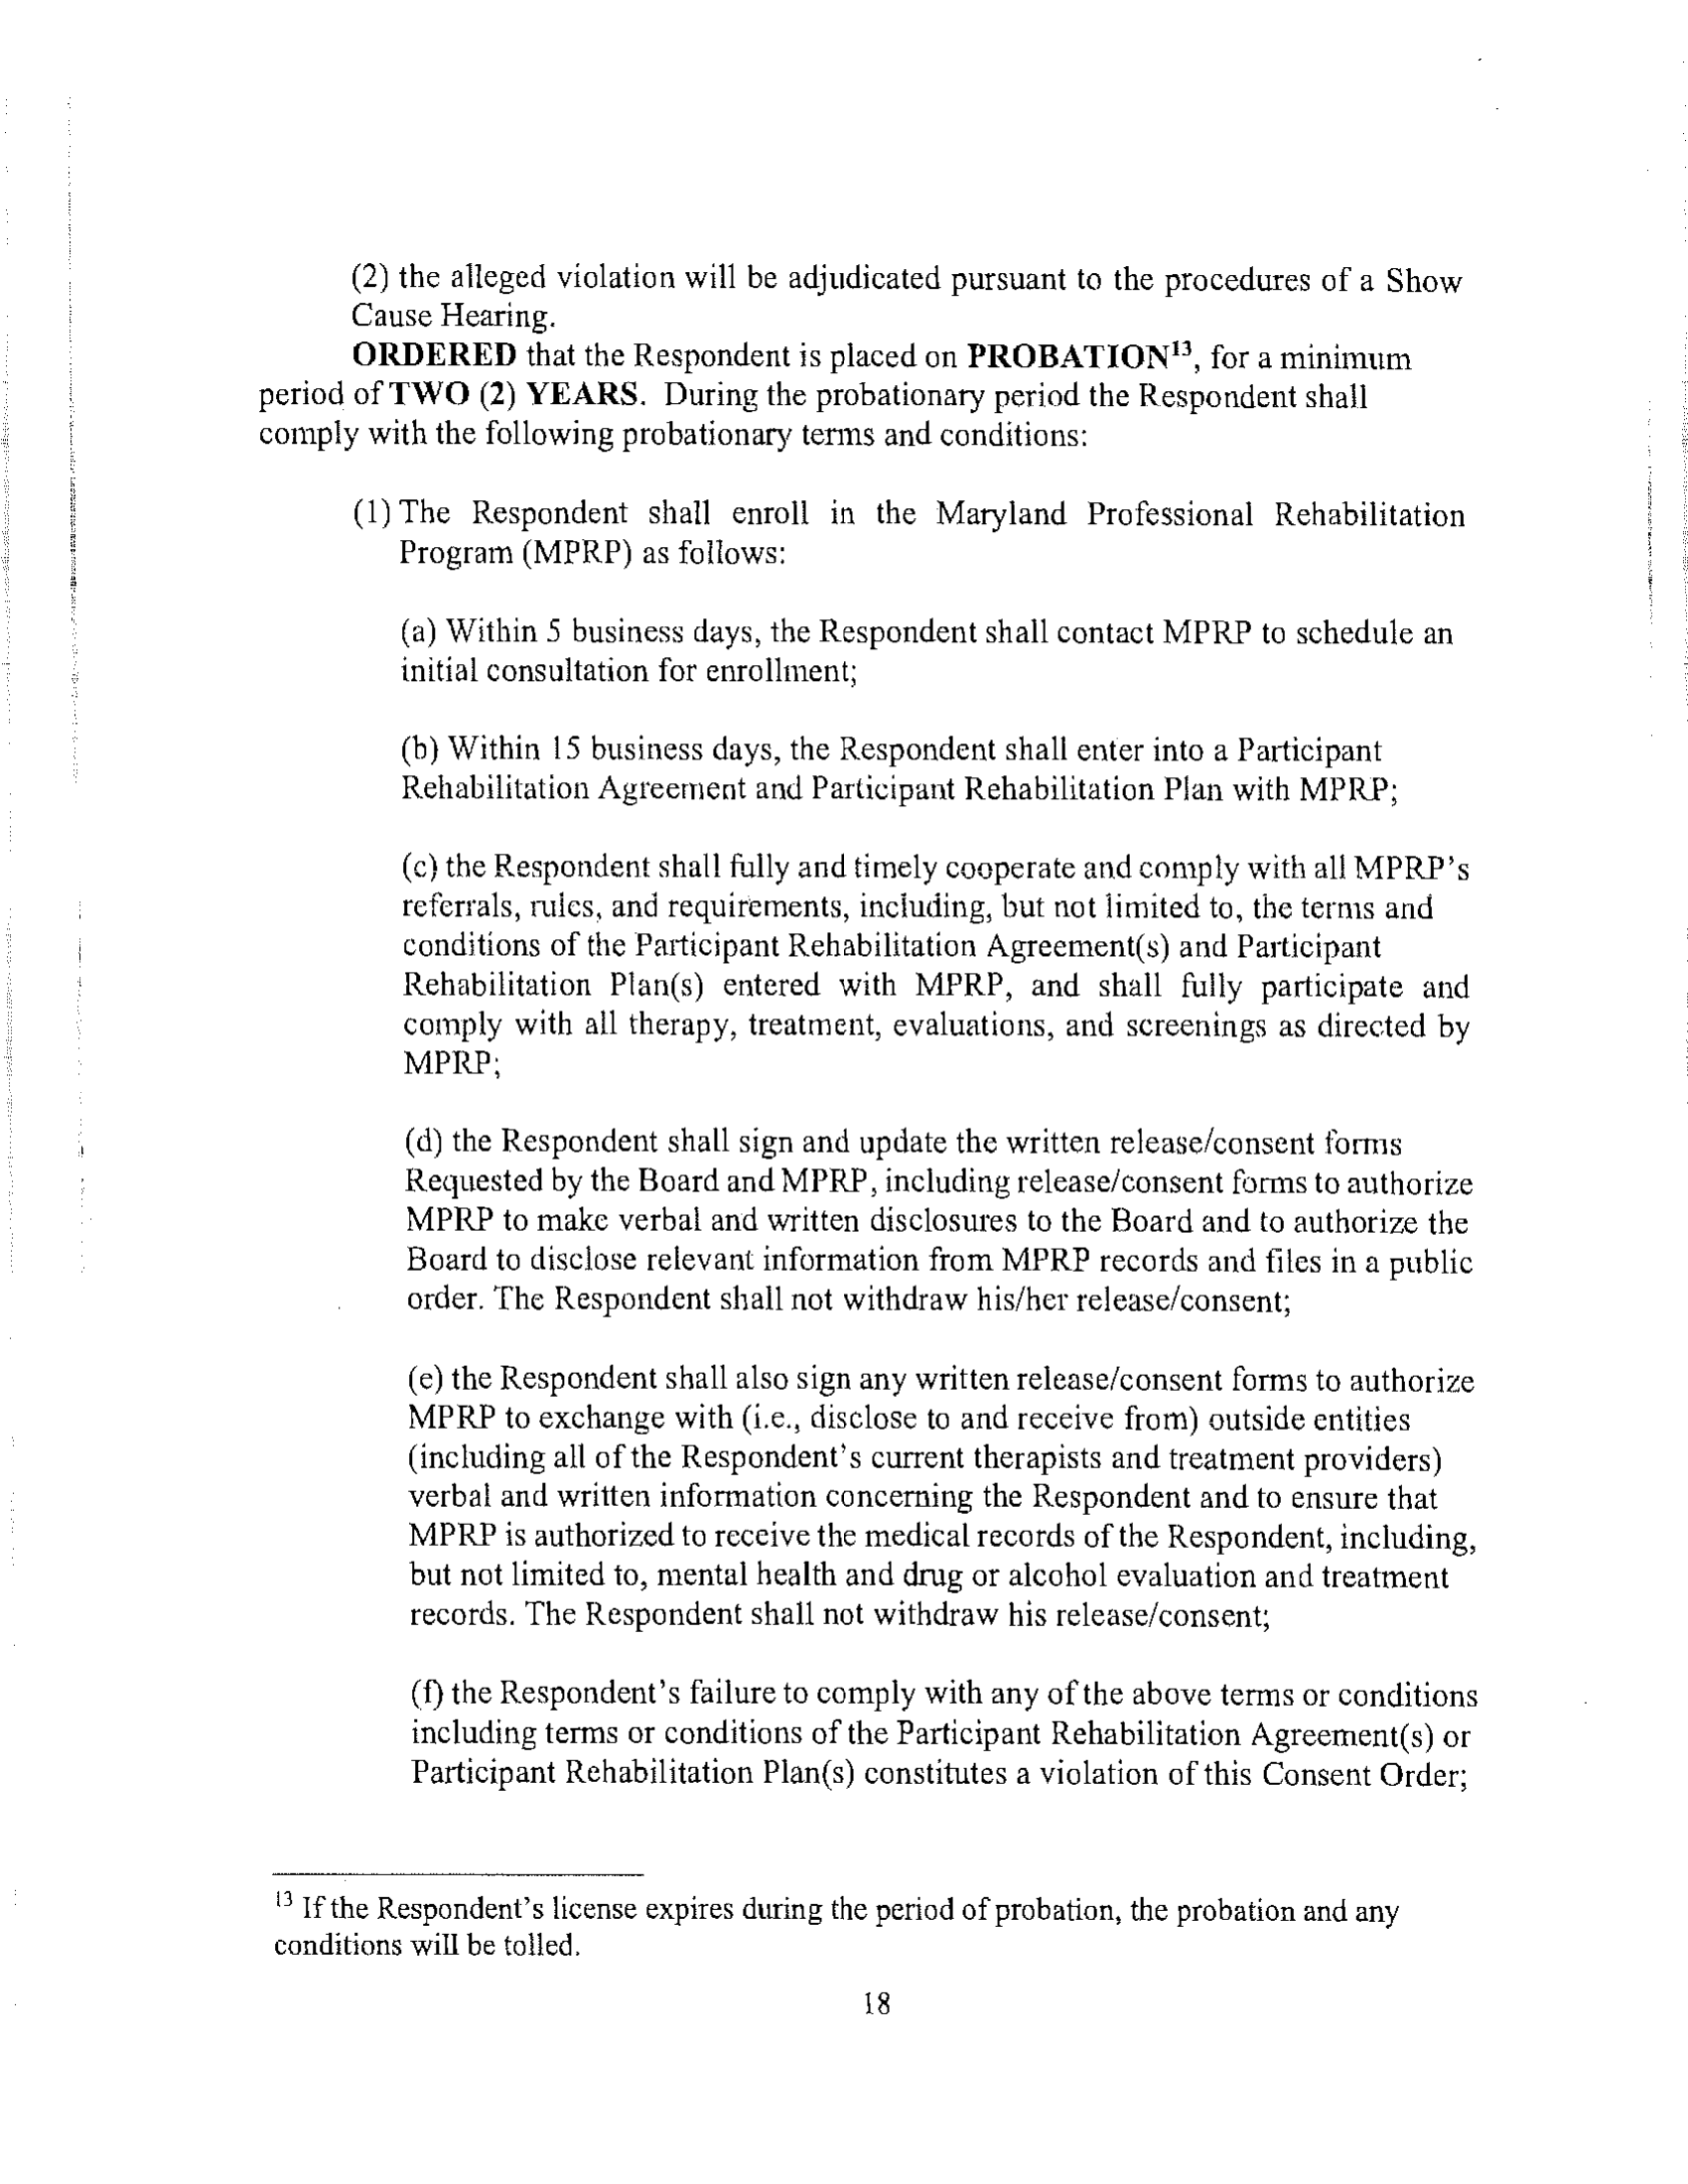 (2) the alleged violation will be adjudicated pursuant to the procedures of a Show
Cause Hearing.
ORDERED that the Respondent is placed on PROBATION¹³, for a minimum
period of TWO (2) YEARS. During the probationary period the Respondent shall
comply with the following probationary terms and conditions:
(1) The Respondent shall enroll in the Maryland Professional Rehabilitation
Program (MPRP) as follows:
(a) Within 5 business days, the Respondent shall contact MPRP to schedule an
initial consultation for enrollment;
(b) Within 15 business days, the Respondent shall enter into a Participant
Rehabilitation Agreement and Participant Rehabilitation Plan with MPRP;
(c) the Respondent shall fully and timely cooperate and comply with all MPRP's
referrals, rules, and requirements, including, but not limited to, the terms and
conditions of the Participant Rehabilitation Agreement(s) and Participant
Rehabilitation Plan(s) entered with MPRP, and shall fully participate and
comply with all therapy, treatment, evaluations, and screenings as directed by
MPRP;
(d) the Respondent shall sign and update the written release/consent forms
Requested by the Board and MPRP, including release/consent forms to authorize
MPRP to make verbal and written disclosures to the Board and to authorize the
Board to disclose relevant information from MPRP records and files in a public
order. The Respondent shall not withdraw his/her release/consent;
(e) the Respondent shall also sign any written release/consent forms to authorize
MPRP to exchange with (i.e., disclose to and receive from) outside entities
(including all of the Respondent's current therapists and treatment providers)
verbal and written information concerning the Respondent and to ensure that
MPRP is authorized to receive the medical records of the Respondent, including,
but not limited to, mental health and drug or alcohol evaluation and treatment
records. The Respondent shall not withdraw his release/consent;
(f) the Respondent's failure to comply with any of the above terms or conditions
including terms or conditions of the Participant Rehabilitation Agreement(s) or
Participant Rehabilitation Plan(s) constitutes a violation of this Consent Order;
¹³ If the Respondent's license expires during the period of probation, the probation and any
conditions will be tolled.
18